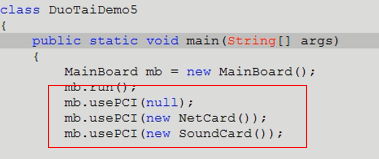 class DuoTaiDemo5
{
public static void main(String[] args)
{
MainBoard mb = new MainBoard();
mb.run();
mb.usePCI(null);
mb.usePCI(new NetCard());
mb.usePCI(new SoundCard());